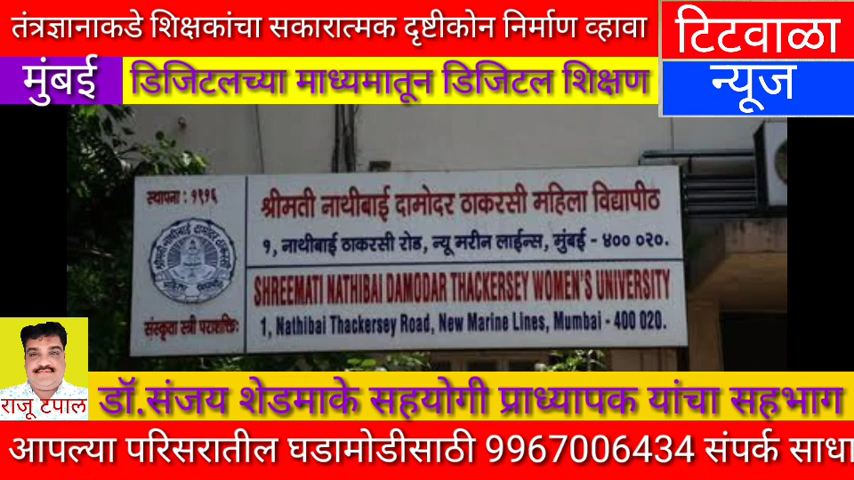 तंत्रज्ञानाकडे शिक्षकांचा सकारात्मक दृष्टीकोन निर्माण व्हावा
टिटवाळा
न्यूज
मुंबई
डिजिटलच्या माध्यमातून डिजिटल शिक्षण
स्थापना : १९१६
श्रीमती नाथीबाई दामोदर ठाकरसी महिला विद्यापीठ
१, नाथीबाई ठाकरसी रोड, न्यू मरीन लाईन्स, मुंबई - ४०० ०२०.
SHREEMATI NATHIBAI DAMODAR THACKERSEY WOMEN'S UNIVERSITY
संस्कृता स्त्री पराशक्तिः
1, Nathibai Thackersey Road, New Marine Lines, Mumbai - 400 020.
राजू टपाल
डॉ.संजय शेडमाके सहयोगी प्राध्यापक यांचा सहभाग
आपल्या परिसरातील घडामोडीसाठी 9967006434 संपर्क साधा